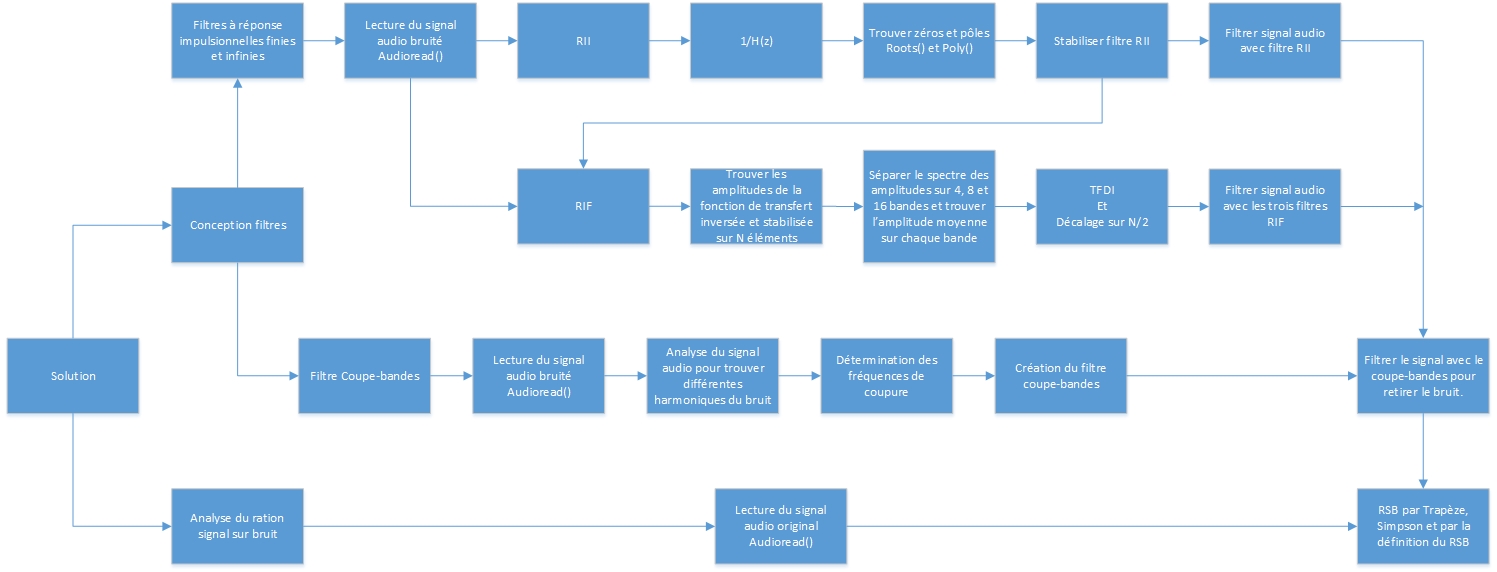 Filtres à réponse
impulsionnelles finies
et infinies
Lecture du signal
audio bruité
Audioread()
RII
1/H(z)
Trouver zéros et pôles
Roots() et Poly()
Stabiliser filtre RII
Filtrer signal audio
avec filtre RII
Conception filtres
RIF
Trouver les
amplitudes de la
fonction de transfert
inversée et stabilisée
sur N éléments
Séparer le spectre des
amplitudes sur 4, 8 et
16 bandes et trouver
l’amplitude moyenne
sur chaque bande
TFDI
Et
Décalage sur N/2
Filtrer signal audio
avec les trois filtres
RIF
Solution
Filtre Coupe-bandes
Lecture du signal
audio bruité
Audioread()
Analyse du signal
audio pour trouver
différentes
harmoniques du bruit
Détermination des
fréquences de
coupure
Création du filtre
coupe-bandes
Filtrer le signal avec le
coupe-bandes pour
retirer le bruit.
Analyse du ration
signal sur bruit
Lecture du signal
audio original
Audioread()
RSB par Trapèze,
Simpson et par la
définition du RSB